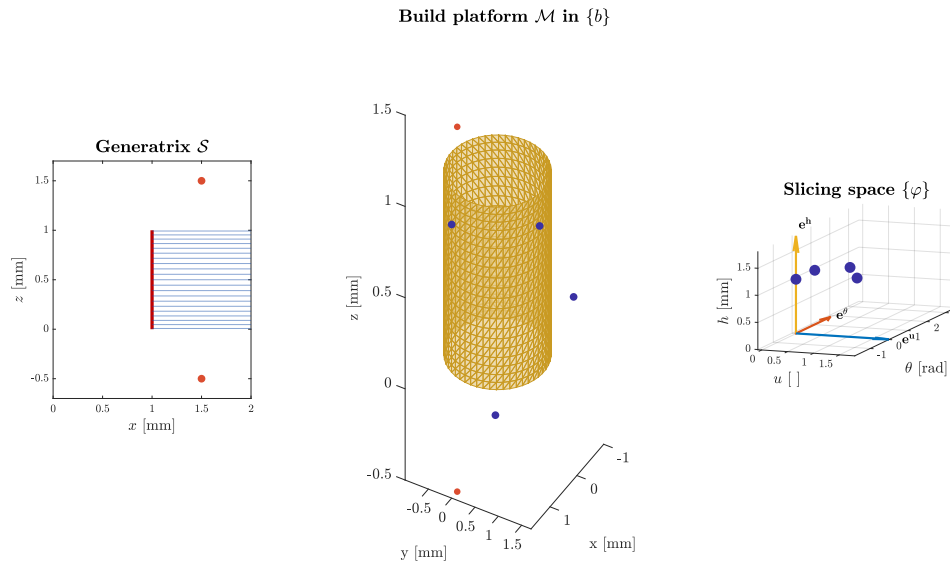 Build platform ℳ in {b}
Generatrix 𝒮
1.5
1
0.5
0
-0.5
0
0.5
1
1.5
2
z [mm]
x [mm]
1.5
1
0.5
0
-0.5
z [mm]
-0.5
0
0.5
1
1.5
y [mm]
-1
0
1
x [mm]
Slicing space {φ}
e^h
e^θ
e^u
1.5
1
0.5
0
h [mm]
0
0.5
1
1.5
u [ ]
-1
0
1
2
θ [rad]